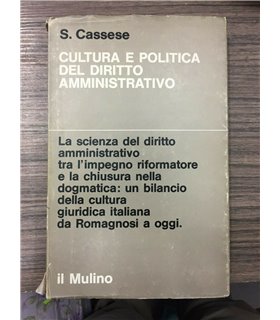 S. Cassese
CULTURA E POLITICA
DEL DIRITTO
AMMINISTRATIVO
La scienza del diritto
amministrativo
tra l'impegno riformatore
e la chiusura nella
dogmatica: un bilancio
della cultura
giuridica italiana
da Romagnosi a oggi.
il Mulino